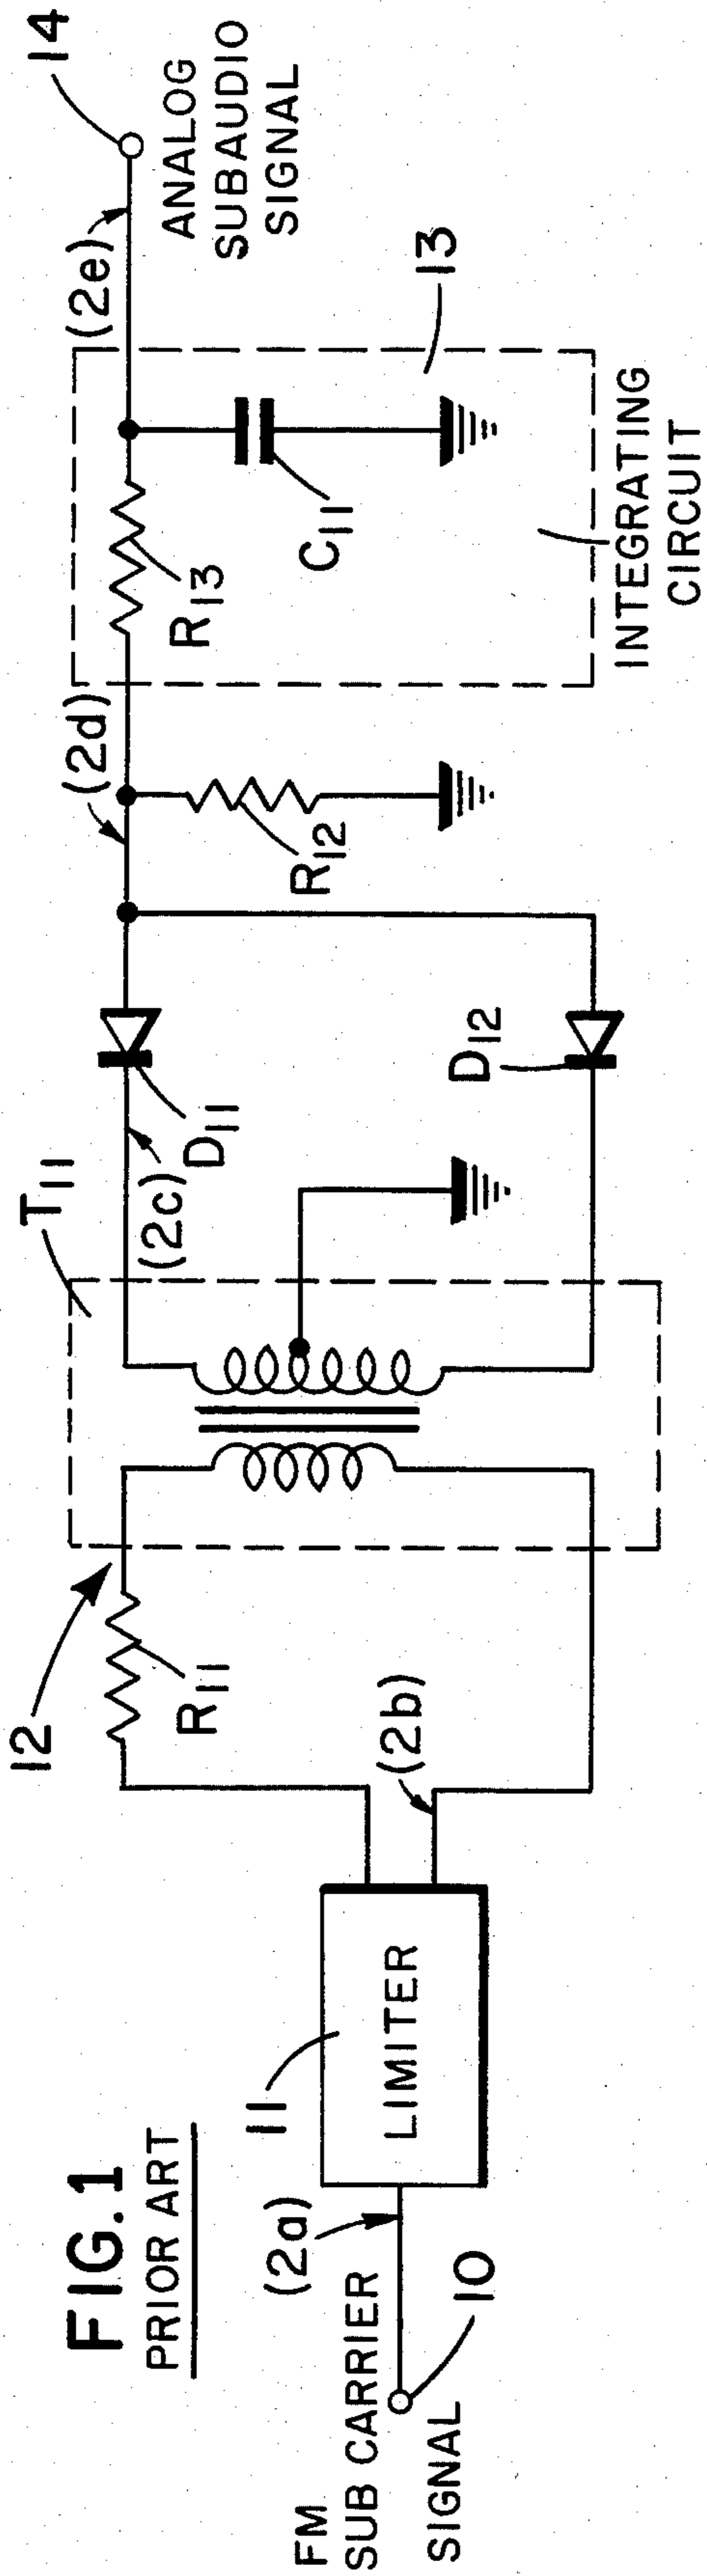 FIG. 1
PRIOR ART
FM
SUB CARRIER
SIGNAL
10
(2a)
11
LIMITER
(2b)
12
R11
T11
(2c)
D11
D12
(2d)
R12
R13
C11
INTEGRATING
CIRCUIT
13
(2e)
14
ANALOG
SUBAUDIO
SIGNAL